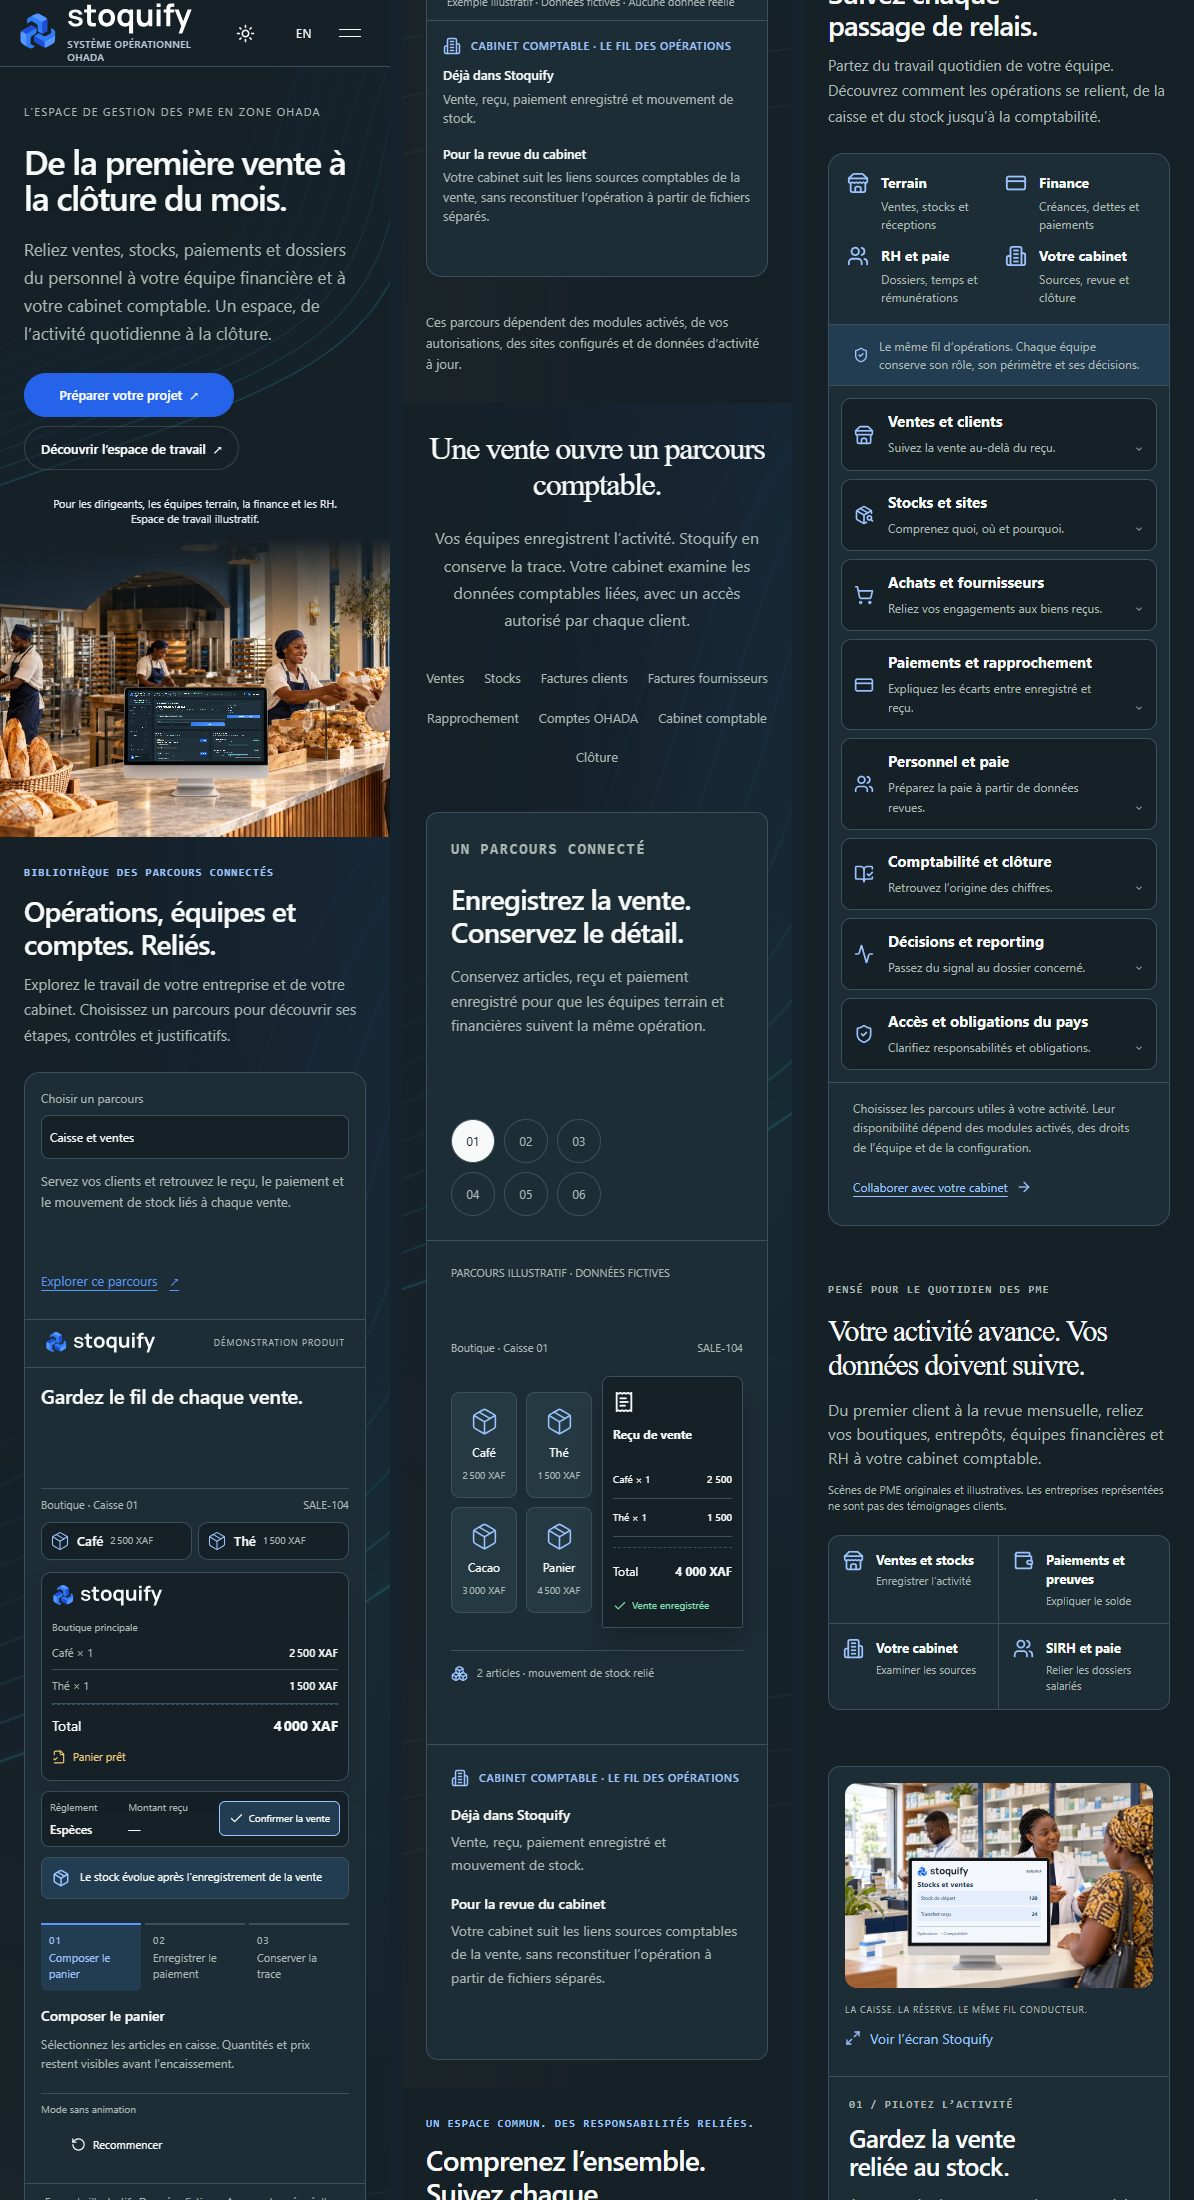 stoquify
SYSTÈME OPÉRATIONNEL
OHADA
EN
L'ESPACE DE GESTION DES PME EN ZONE OHADA
De la première vente à
la clôture du mois.
Reliez ventes, stocks, paiements et dossiers
du personnel à votre équipe financière et à
votre cabinet comptable. Un espace, de
l'activité quotidienne à la clôture.
Préparer votre projet ↗
Découvrir l'espace de travail ↗
Pour les dirigeants, les équipes terrain, la finance et les RH.
Espace de travail illustratif.
BIBLIOTHÈQUE DES PARCOURS CONNECTÉS
Opérations, équipes et
comptes. Reliés.
Explorez le travail de votre entreprise et de votre
cabinet. Choisissez un parcours pour découvrir ses
étapes, contrôles et justificatifs.
Choisir un parcours
Caisse et ventes
Servez vos clients et retrouvez le reçu, le paiement et
le mouvement de stock liés à chaque vente.
Explorer ce parcours ↗
stoquify
DÉMONSTRATION PRODUIT
Gardez le fil de chaque vente.
Boutique · Caisse 01 SALE-104
Café 2 500 XAF Thé 1 500 XAF
stoquify
Boutique principale
Café × 1 2 500 XAF
Thé × 1 1 500 XAF
Total 4 000 XAF
Panier prêt
Règlement Montant reçu
Espèces —
Confirmer la vente
Le stock évolue après l'enregistrement de la vente
01 02 03
Composer le Enregistrer le Conserver la
panier paiement trace
Composer le panier
Sélectionnez les articles en caisse. Quantités et prix
restent visibles avant l'encaissement.
Mode sans animation
Recommencer
Exemple illustratif · Données fictives · Aucune donnée réelle
CABINET COMPTABLE · LE FIL DES OPÉRATIONS
Déjà dans Stoquify
Vente, reçu, paiement enregistré et mouvement de
stock.
Pour la revue du cabinet
Votre cabinet suit les liens sources comptables de la
vente, sans reconstituer l'opération à partir de fichiers
séparés.
Ces parcours dépendent des modules activés, de vos
autorisations, des sites configurés et de données d'activité
à jour.
Une vente ouvre un parcours
comptable.
Vos équipes enregistrent l'activité. Stoquify en
conserve la trace. Votre cabinet examine les
données comptables liées, avec un accès
autorisé par chaque client.
Ventes Stocks Factures clients Factures fournisseurs
Rapprochement Comptes OHADA Cabinet comptable
Clôture
UN PARCOURS CONNECTÉ
Enregistrez la vente.
Conservez le détail.
Conservez articles, reçu et paiement
enregistré pour que les équipes terrain et
financières suivent la même opération.
01 02 03
04 05 06
PARCOURS ILLUSTRATIF · DONNÉES FICTIVES
Boutique · Caisse 01 SALE-104
Café
2 500 XAF
Thé
1 500 XAF
Cacao
3 000 XAF
Panier
4 500 XAF
Reçu de vente
Café × 1 2 500
Thé × 1 1 500
Total 4 000 XAF
Vente enregistrée
2 articles · mouvement de stock relié
CABINET COMPTABLE · LE FIL DES OPÉRATIONS
Déjà dans Stoquify
Vente, reçu, paiement enregistré et
mouvement de stock.
Pour la revue du cabinet
Votre cabinet suit les liens sources comptables
de la vente, sans reconstituer l'opération à
partir de fichiers séparés.
UN ESPACE COMMUN. DES RESPONSABILITÉS RELIÉES.
Comprenez l'ensemble.
Suivez chaque
passage de relais.
Partez du travail quotidien de votre équipe.
Découvrez comment les opérations se relient, de la
caisse et du stock jusqu'à la comptabilité.
Terrain
Ventes, stocks et
réceptions
Finance
Créances, dettes et
paiements
RH et paie
Dossiers, temps et
rémunérations
Votre cabinet
Sources, revue et
clôture
Le même fil d'opérations. Chaque équipe
conserve son rôle, son périmètre et ses décisions.
Ventes et clients
Suivez la vente au-delà du reçu.
Stocks et sites
Comprenez quoi, où et pourquoi.
Achats et fournisseurs
Reliez vos engagements aux biens reçus.
Paiements et rapprochement
Expliquez les écarts entre enregistré et
reçu.
Personnel et paie
Préparez la paie à partir de données
revues.
Comptabilité et clôture
Retrouvez l'origine des chiffres.
Décisions et reporting
Passez du signal au dossier concerné.
Accès et obligations du pays
Clarifiez responsabilités et obligations.
Choisissez les parcours utiles à votre activité. Leur
disponibilité dépend des modules activés, des droits
de l'équipe et de la configuration.
Collaborer avec votre cabinet →
PENSÉ POUR LE QUOTIDIEN DES PME
Votre activité avance. Vos
données doivent suivre.
Du premier client à la revue mensuelle, reliez
vos boutiques, entrepôts, équipes financières et
RH à votre cabinet comptable.
Scènes de PME originales et illustratives. Les entreprises représentées
ne sont pas des témoignages clients.
Ventes et stocks
Enregistrer l'activité
Paiements et
preuves
Expliquer le solde
Votre cabinet
Examiner les sources
SIRH et paie
Relier les dossiers
salariés
stoquify
Stocks et ventes
Stock de départ 120
Transfert reçu 24
LA CAISSE. LA RÉSERVE. LE MÊME FIL CONDUCTEUR.
Voir l'écran Stoquify
01 / PILOTEZ L'ACTIVITÉ
Gardez la vente
reliée au stock.